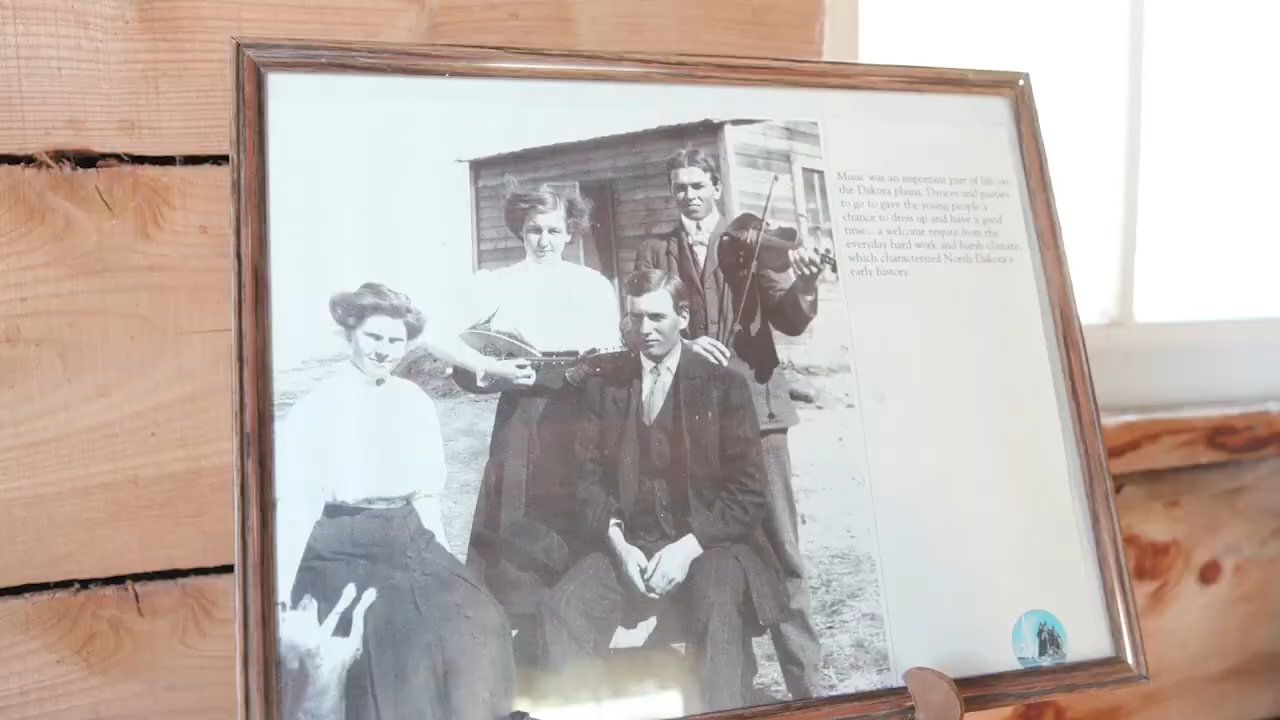 Music was an important part of life on
the Dakota plains. Dances and parties
to go to gave the young people a
chance to dress up and have a good
time... a welcome respite from the
everyday hard work and harsh climate
which characterized North Dakota's
early history.